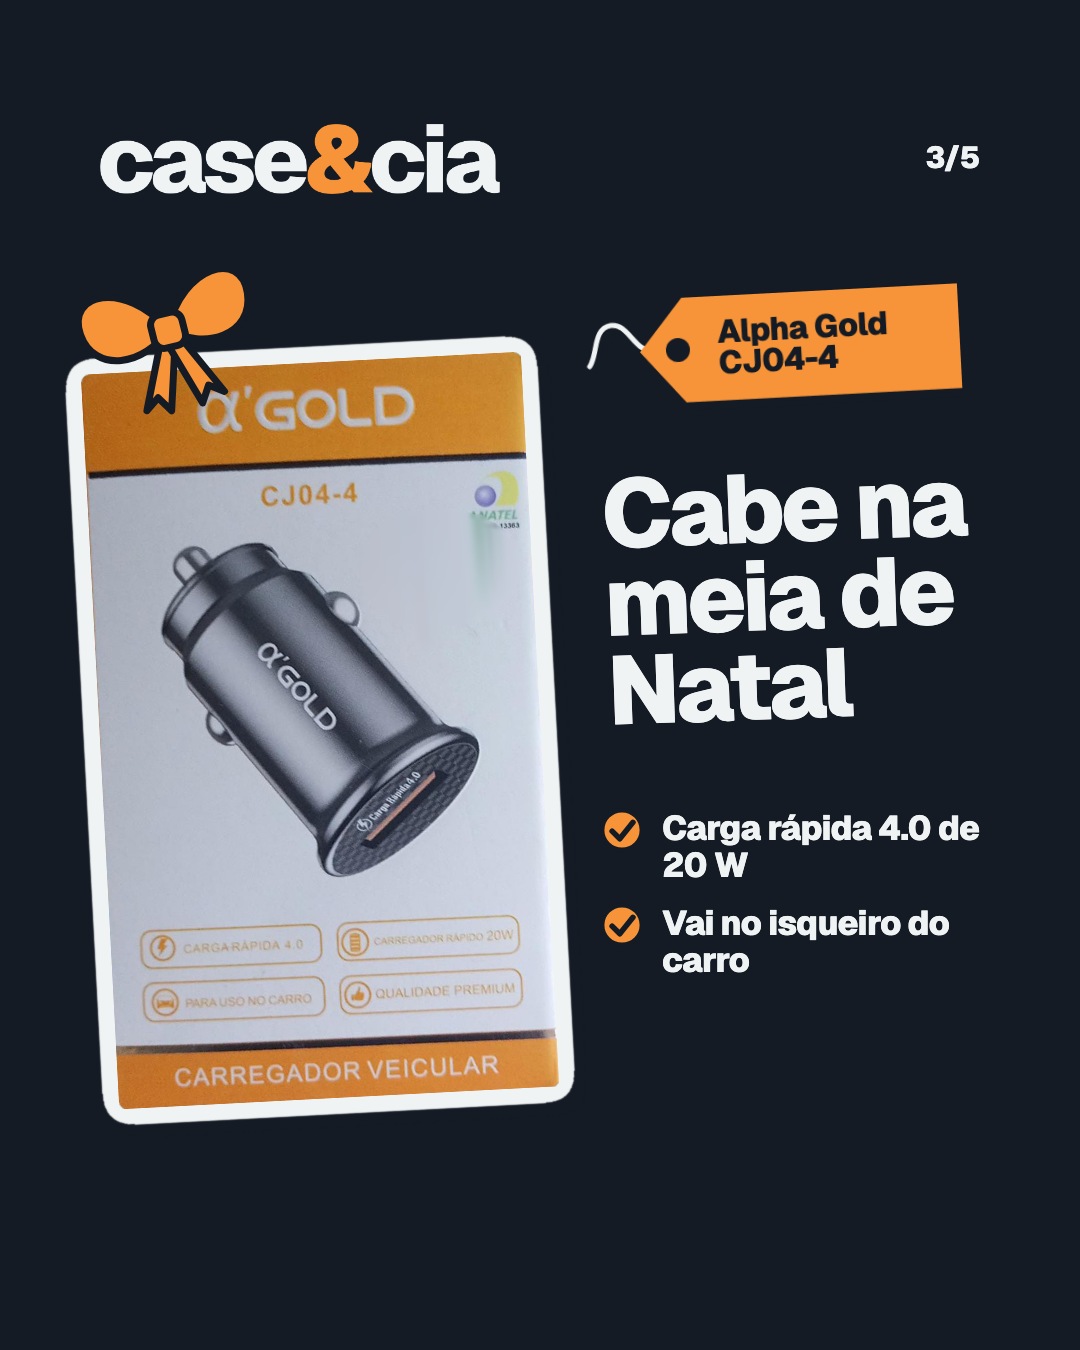 case&cia
3/5
Alpha Gold
CJ04-4
Cabe na
meia de
Natal
Carga rápida 4.0 de
20 W
Vai no isqueiro do
carro
α'GOLD
CJ04-4
ANATEL
13363
α'GOLD
Carga Rápida 4.0
CARGA RÁPIDA 4.0
CARREGADOR RÁPIDO 20W
PARA USO NO CARRO
QUALIDADE PREMIUM
CARREGADOR VEICULAR